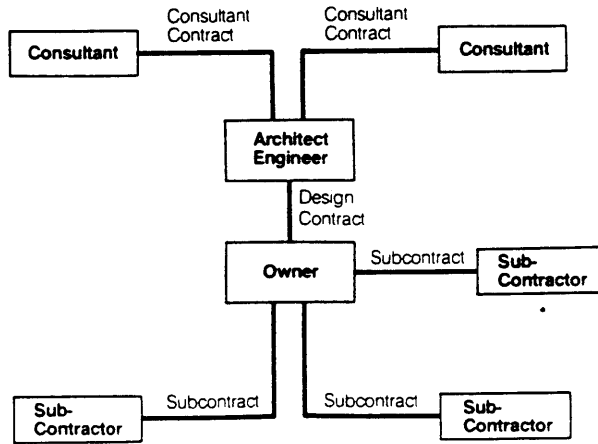 Consultant
Contract
Consultant
Contract
Consultant
Consultant
Architect
Engineer
Design
Contract
Owner
Subcontract
Sub-
Contractor
Sub-
Contractor
Subcontract
Subcontract
Sub-
Contractor